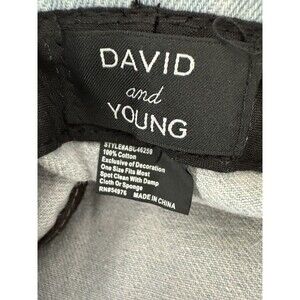 DAVID
and
YOUNG
STYLE#ABC46258
100% Cotton
Exclusive of Decoration
One Size Fits Most
Spot Clean With Damp
Cloth Or Sponge
RN#54976 MADE IN CHINA